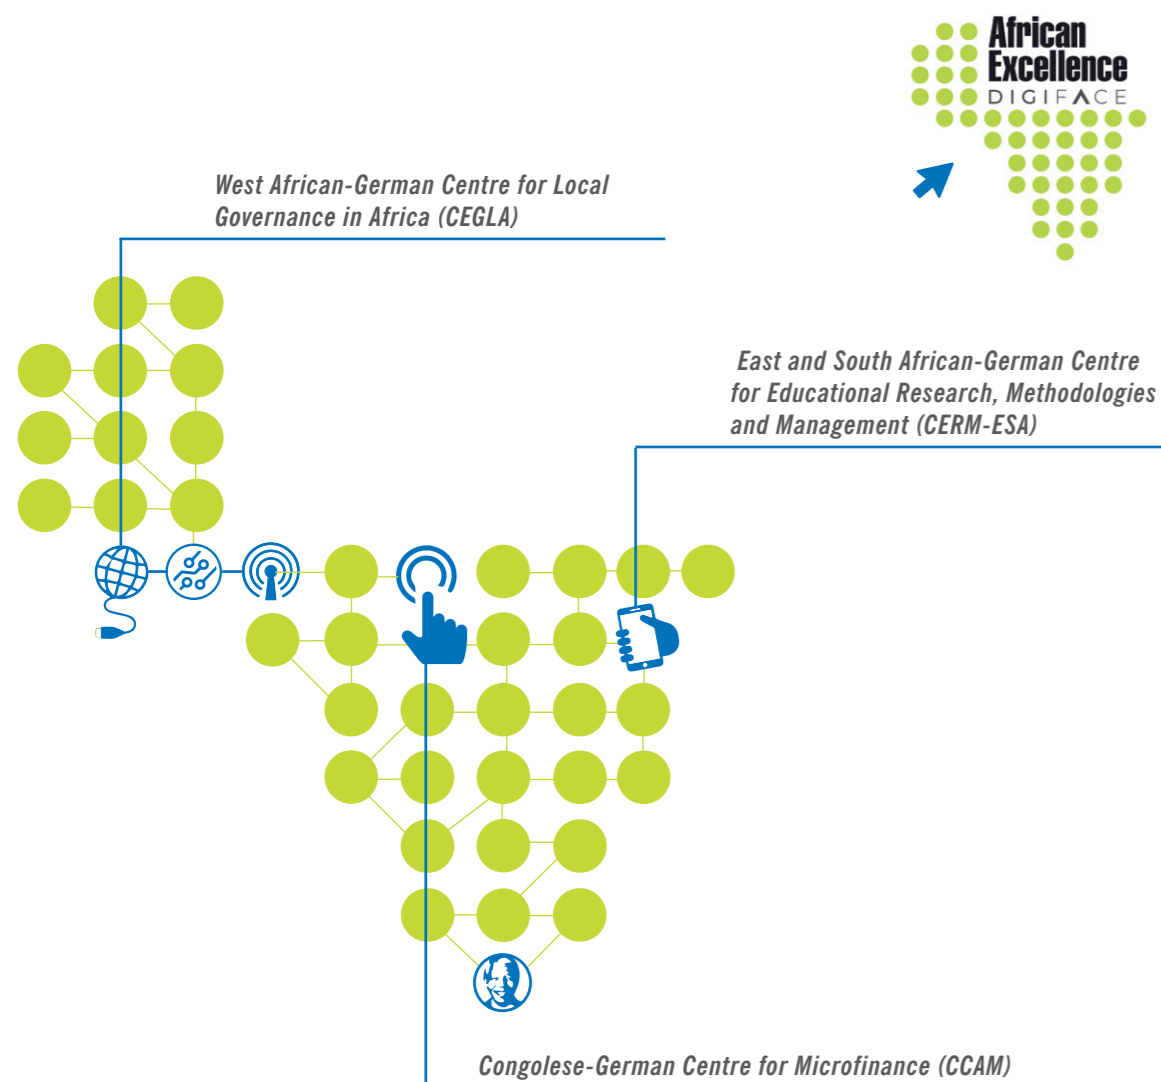 African
Excellence
DIGIFACE
West African-German Centre for Local
Governance in Africa (CEGLA)
East and South African-German Centre
for Educational Research, Methodologies
and Management (CERM-ESA)
Congolese-German Centre for Microfinance (CCAM)